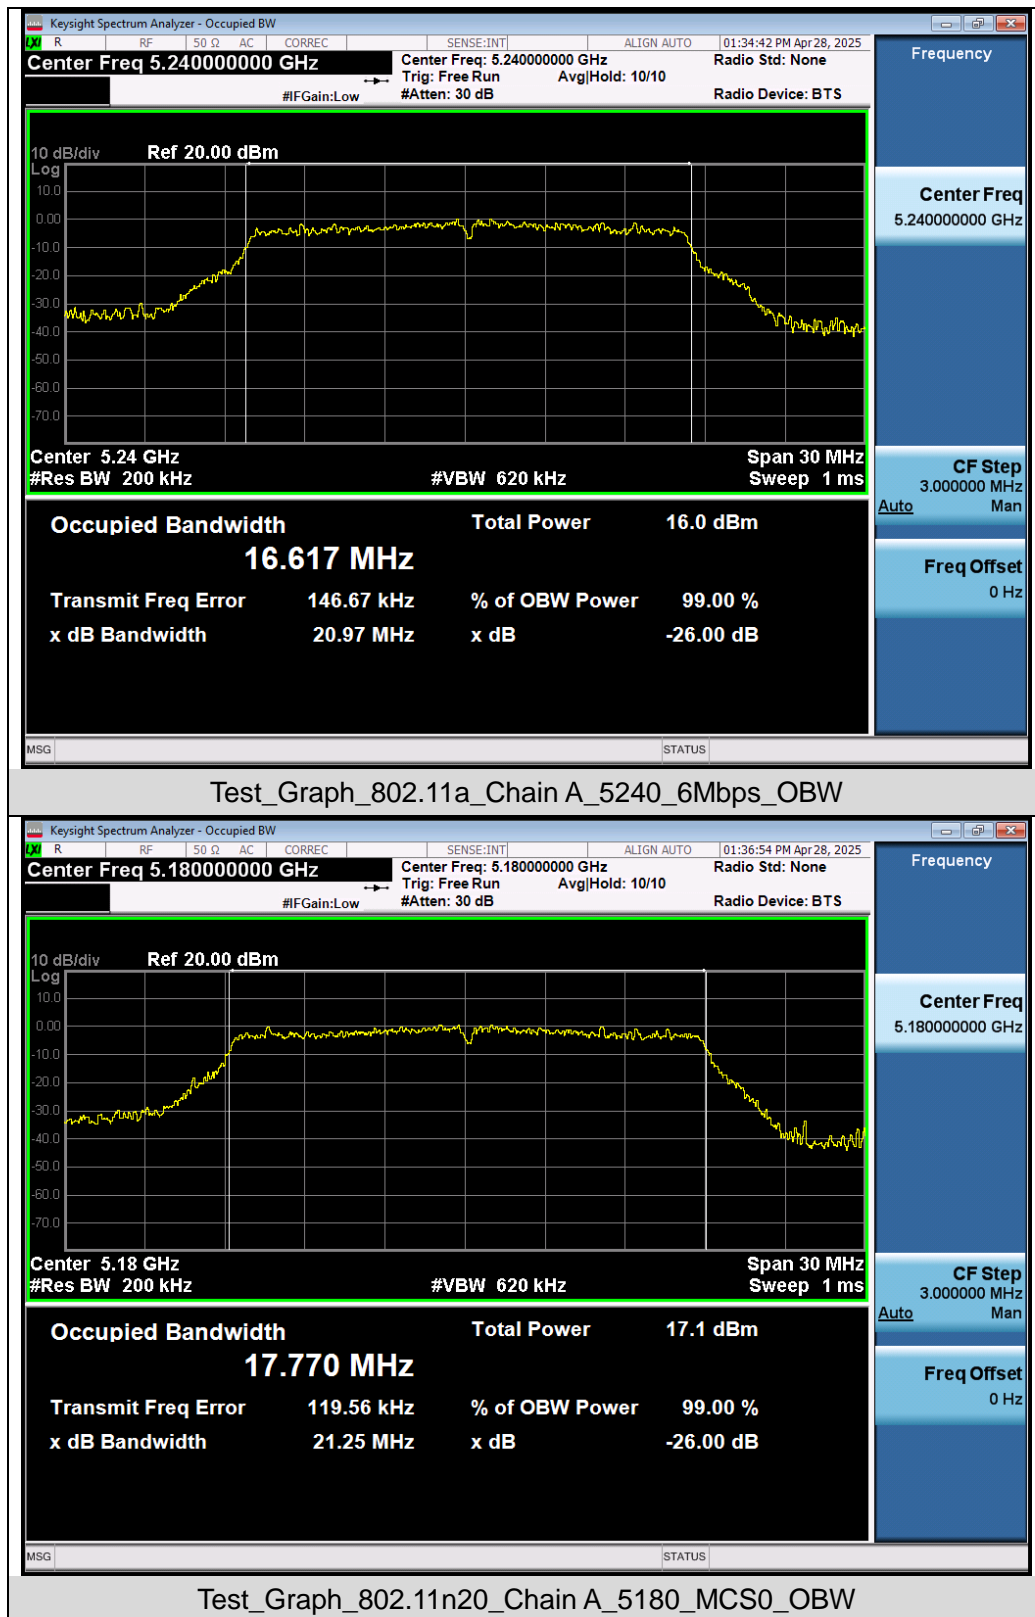 Keysight Spectrum Analyzer - Occupied BW
LXI R RF 50 Ω AC CORREC SENSE:INT ALIGN AUTO 01:34:42 PM Apr 28, 2025
Center Freq 5.240000000 GHz
Center Freq: 5.240000000 GHz
Radio Std: None
Trig: Free Run Avg|Hold: 10/10
#IFGain:Low
#Atten: 30 dB
Radio Device: BTS
Frequency
10 dB/div Ref 20.00 dBm
Log
10.0
0.00
-10.0
-20.0
-30.0
-40.0
-50.0
-60.0
-70.0
Center Freq
5.240000000 GHz
Center 5.24 GHz Span 30 MHz
#Res BW 200 kHz #VBW 620 kHz Sweep 1 ms
CF Step
3.000000 MHz
Auto Man
Freq Offset
0 Hz
Occupied Bandwidth Total Power 16.0 dBm
16.617 MHz
Transmit Freq Error 146.67 kHz % of OBW Power 99.00 %
x dB Bandwidth 20.97 MHz x dB -26.00 dB
MSG STATUS
Test_Graph_802.11a_Chain A_5240_6Mbps_OBW
Keysight Spectrum Analyzer - Occupied BW
LXI R RF 50 Ω AC CORREC SENSE:INT ALIGN AUTO 01:36:54 PM Apr 28, 2025
Center Freq 5.180000000 GHz
Center Freq: 5.180000000 GHz
Radio Std: None
Trig: Free Run Avg|Hold: 10/10
#IFGain:Low
#Atten: 30 dB
Radio Device: BTS
Frequency
10 dB/div Ref 20.00 dBm
Log
10.0
0.00
-10.0
-20.0
-30.0
-40.0
-50.0
-60.0
-70.0
Center Freq
5.180000000 GHz
Center 5.18 GHz Span 30 MHz
#Res BW 200 kHz #VBW 620 kHz Sweep 1 ms
CF Step
3.000000 MHz
Auto Man
Freq Offset
0 Hz
Occupied Bandwidth Total Power 17.1 dBm
17.770 MHz
Transmit Freq Error 119.56 kHz % of OBW Power 99.00 %
x dB Bandwidth 21.25 MHz x dB -26.00 dB
MSG STATUS
Test_Graph_802.11n20_Chain A_5180_MCS0_OBW